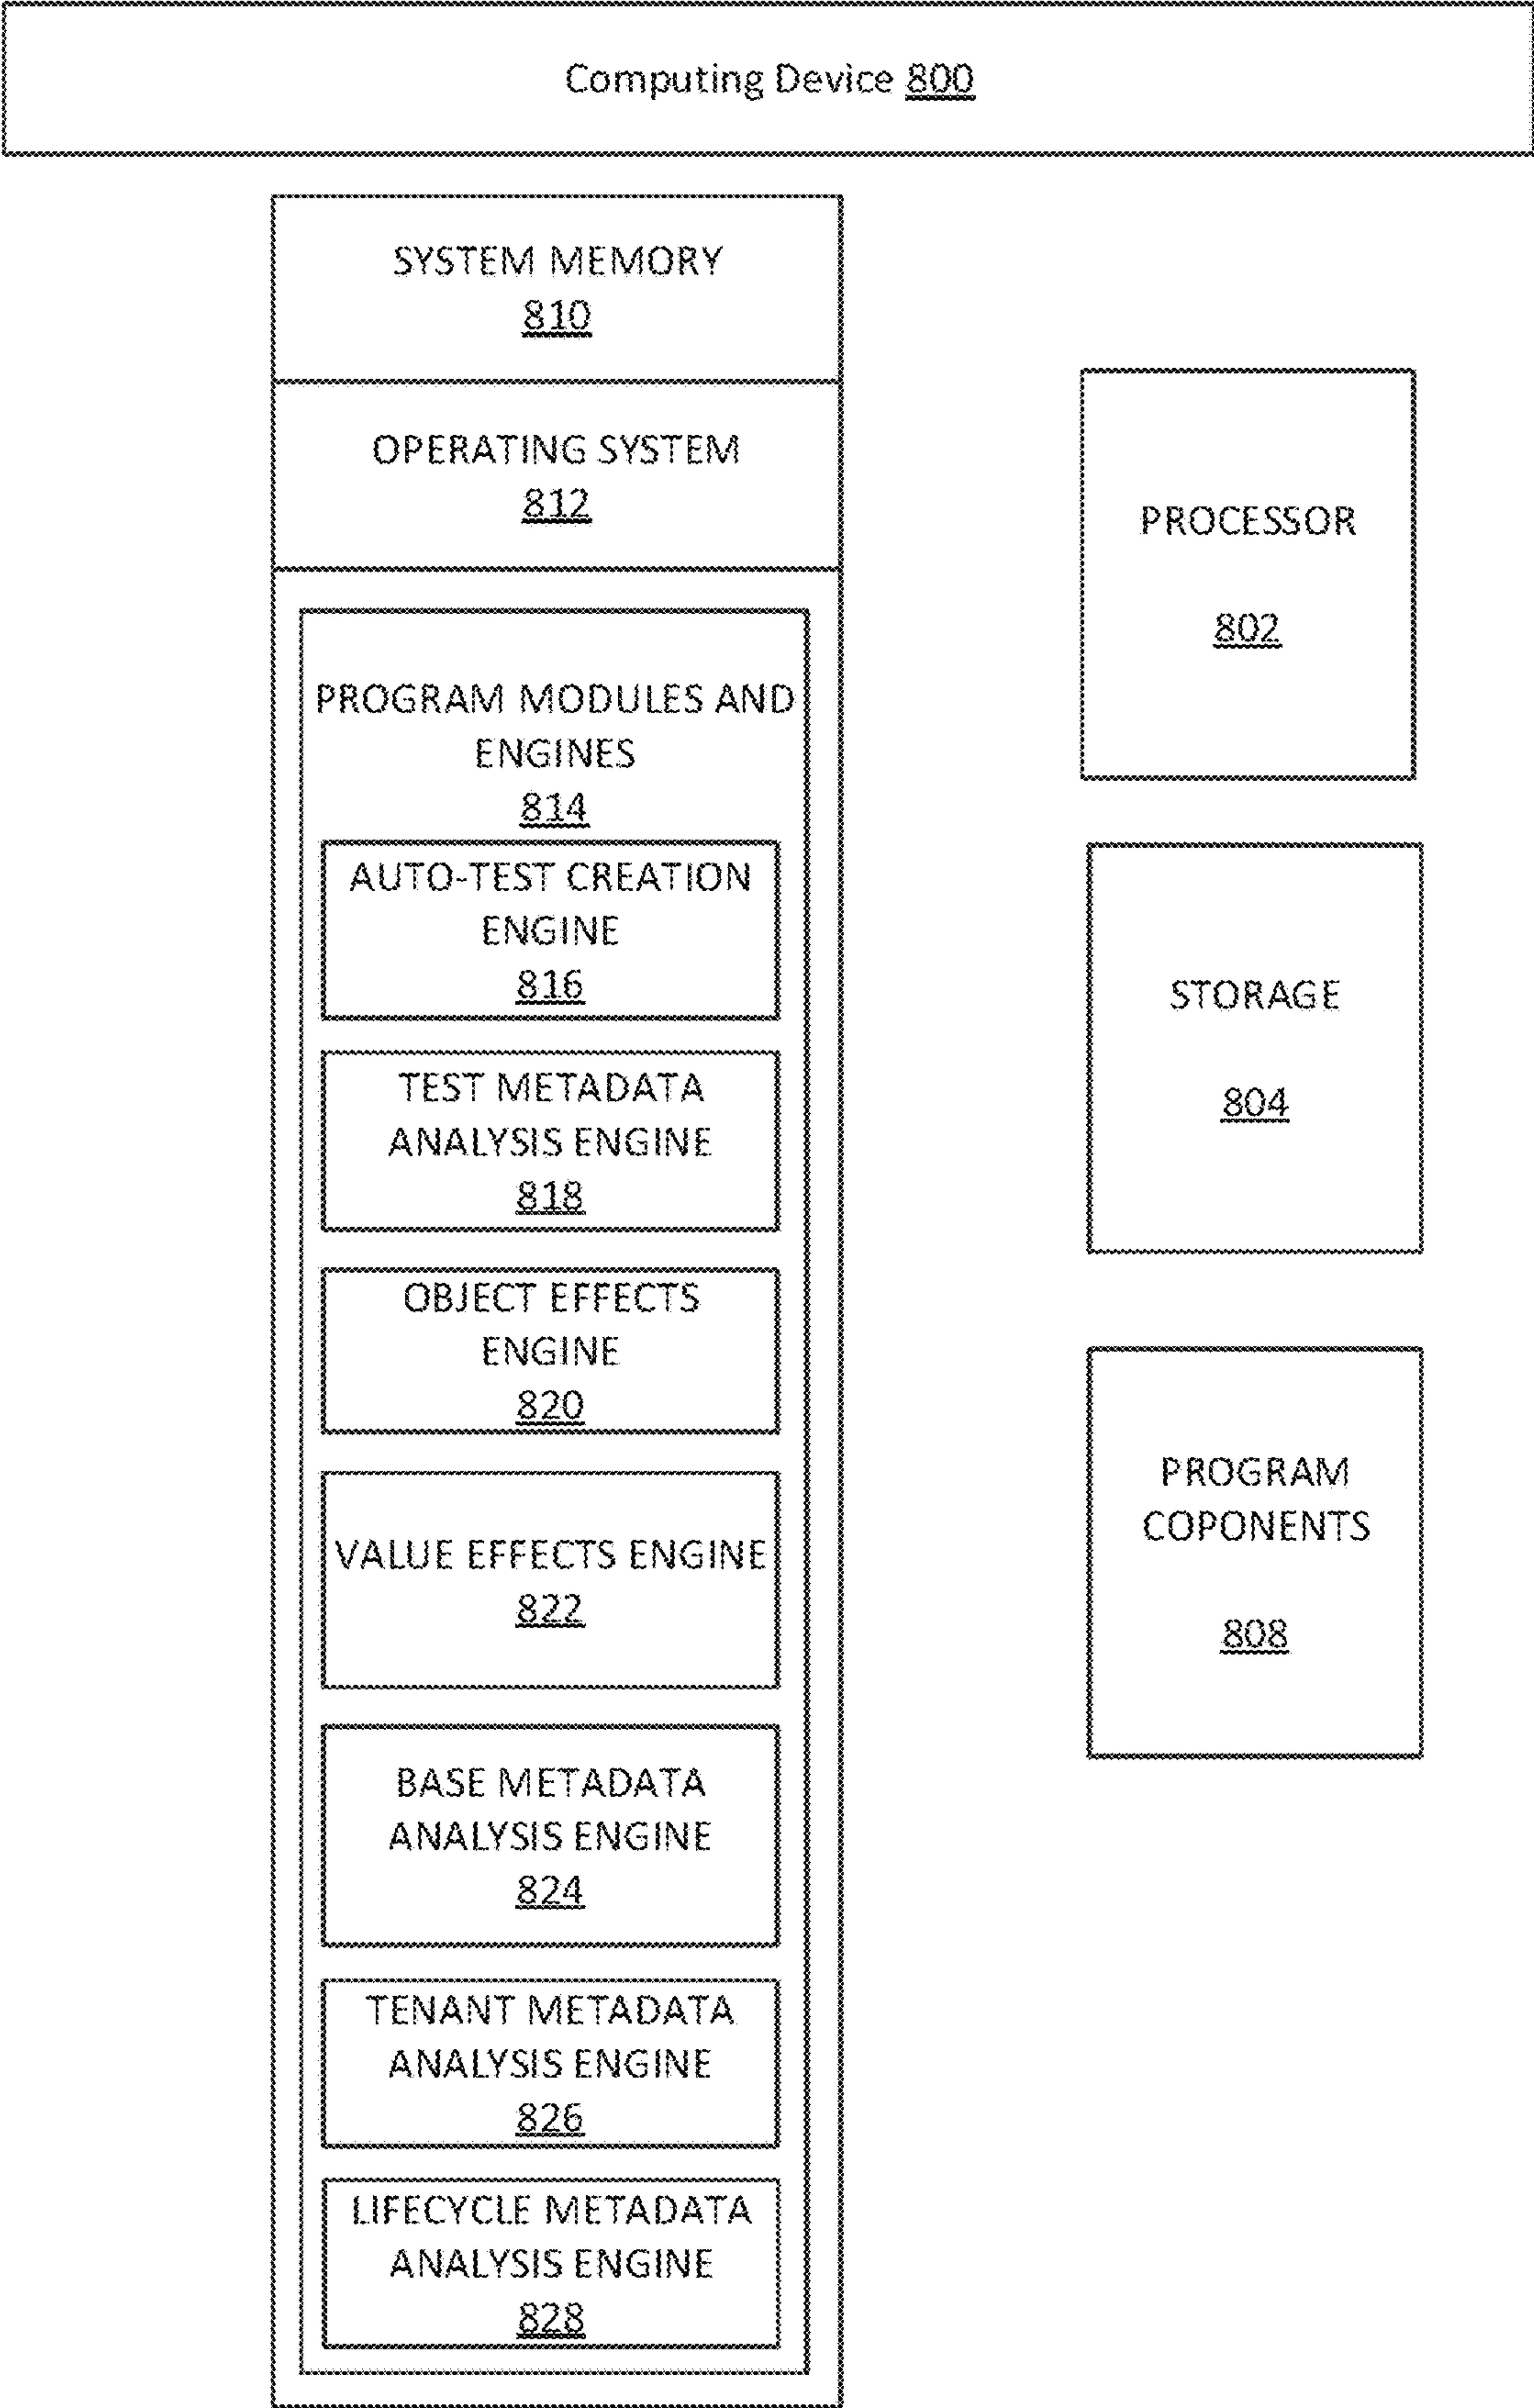 Computing Device 800
SYSTEM MEMORY
810
OPERATING SYSTEM
812
PROGRAM MODULES AND
ENGINES
814
AUTO-TEST CREATION
ENGINE
816
TEST METADATA
ANALYSIS ENGINE
818
OBJECT EFFECTS
ENGINE
820
VALUE EFFECTS ENGINE
822
BASE METADATA
ANALYSIS ENGINE
824
TENANT METADATA
ANALYSIS ENGINE
826
LIFECYCLE METADATA
ANALYSIS ENGINE
828
PROCESSOR
802
STORAGE
804
PROGRAM
COPONENTS
808